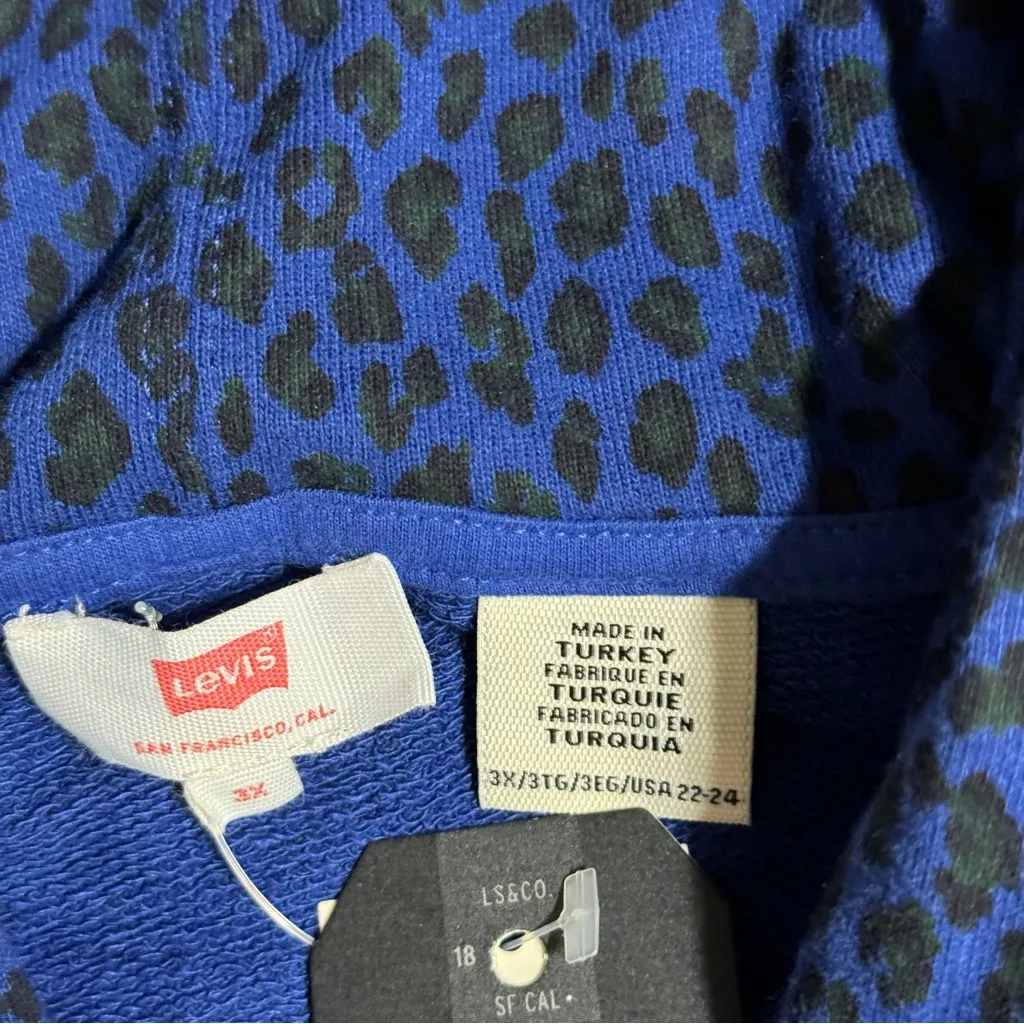 Levis
SAN FRANCISCO, CAL.
3X
MADE IN
TURKEY
FABRIQUE EN
TURQUIE
FABRICADO EN
TURQUIA
3X/3TG/3EG/USA 22-24
LS&CO.
18
SF CAL.